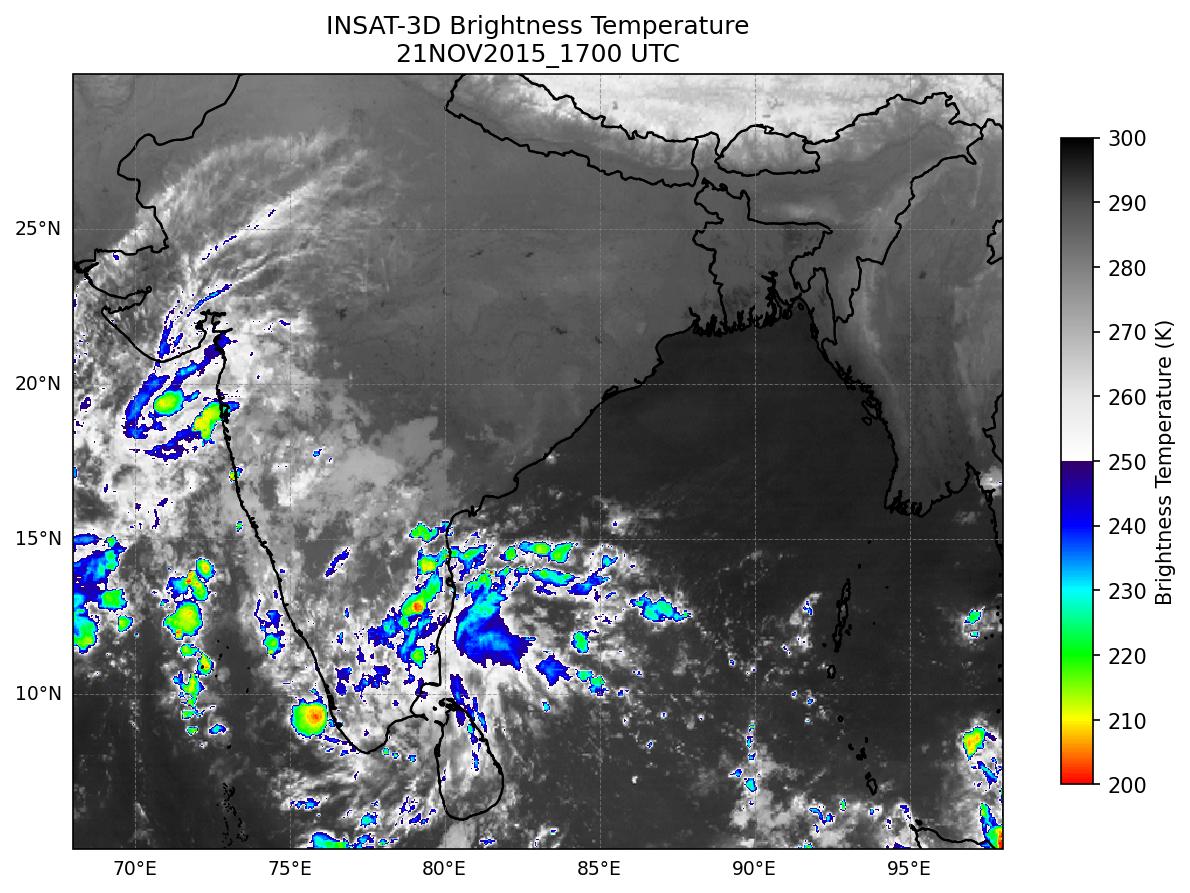 INSAT-3D Brightness Temperature
21NOV2015_1700 UTC
25°N
20°N
15°N
10°N
70°E
75°E
80°E
85°E
90°E
95°E
300
290
280
270
260
250
240
230
220
210
200
Brightness Temperature (K)